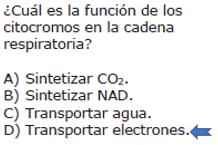 ¿Cuál es la función de los
citocromos en la cadena
respiratoria?
A) Sintetizar CO₂.
B) Sintetizar NAD.
C) Transportar agua.
D) Transportar electrones.